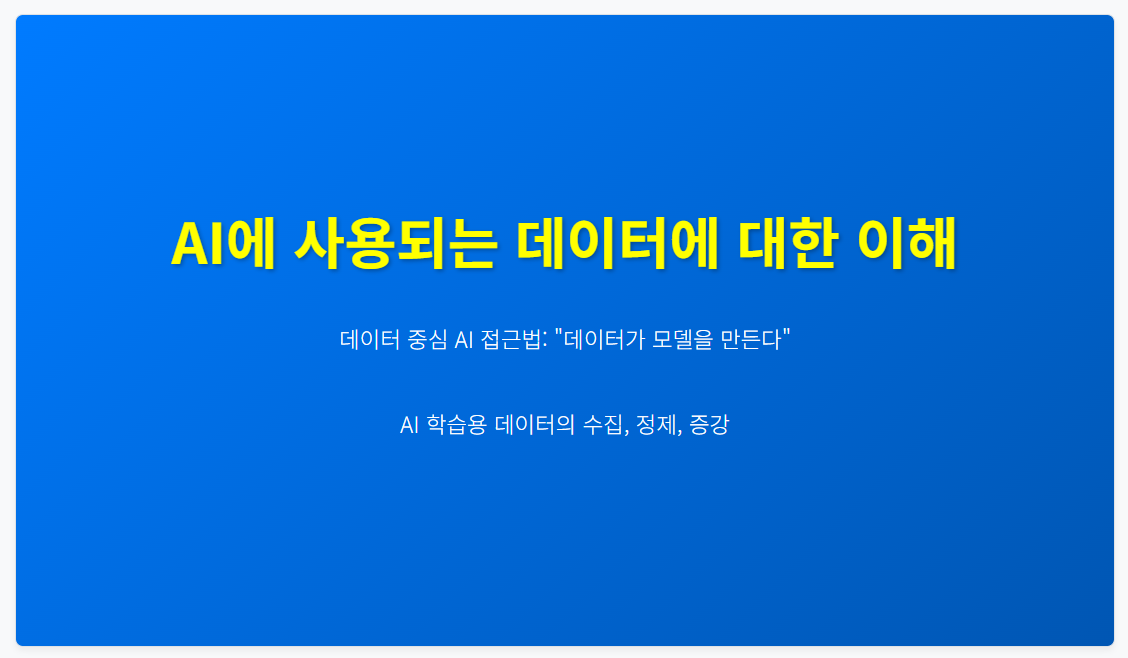 AI에 사용되는 데이터에 대한 이해
데이터 중심 AI 접근법: "데이터가 모델을 만든다"
AI 학습용 데이터의 수집, 정제, 증강